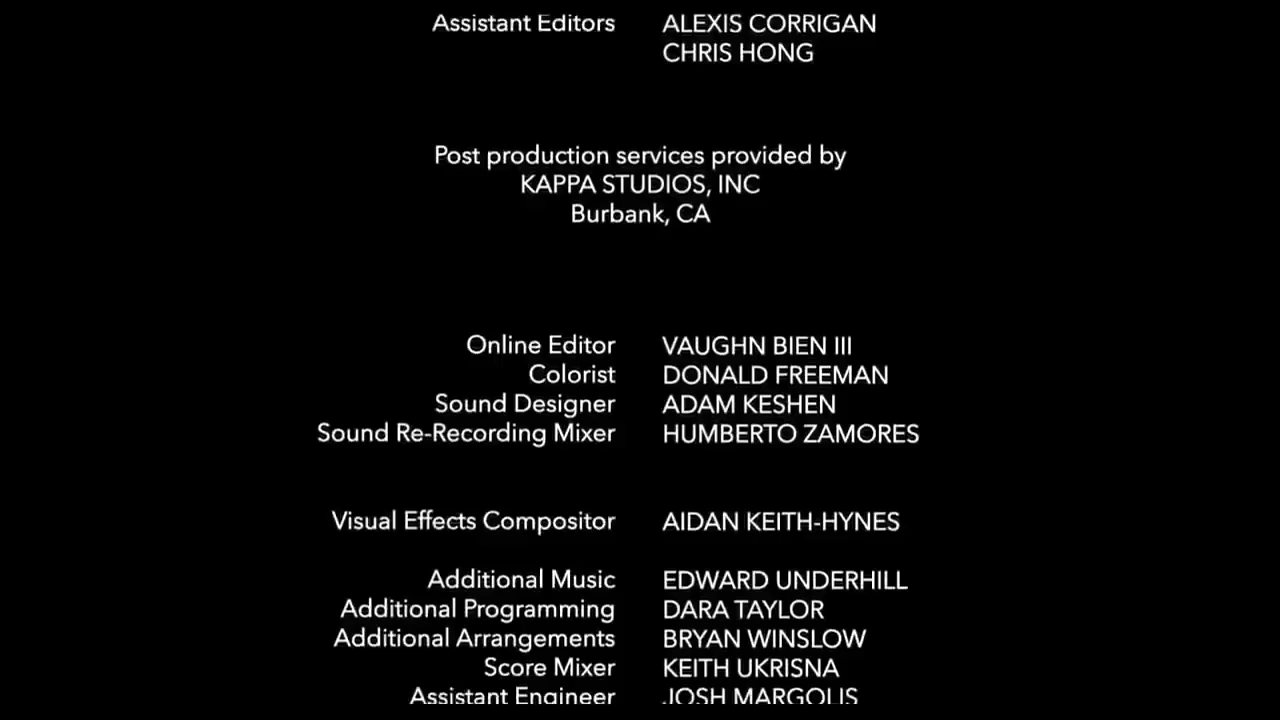 Assistant Editors ALEXIS CORRIGAN
CHRIS HONG
Post production services provided by
KAPPA STUDIOS, INC
Burbank, CA
Online Editor VAUGHN BIEN III
Colorist DONALD FREEMAN
Sound Designer ADAM KESHEN
Sound Re-Recording Mixer HUMBERTO ZAMORES
Visual Effects Compositor AIDAN KEITH-HYNES
Additional Music EDWARD UNDERHILL
Additional Programming DARA TAYLOR
Additional Arrangements BRYAN WINSLOW
Score Mixer KEITH UKRISNA
Assistant Engineer JOSH MARGOLIS